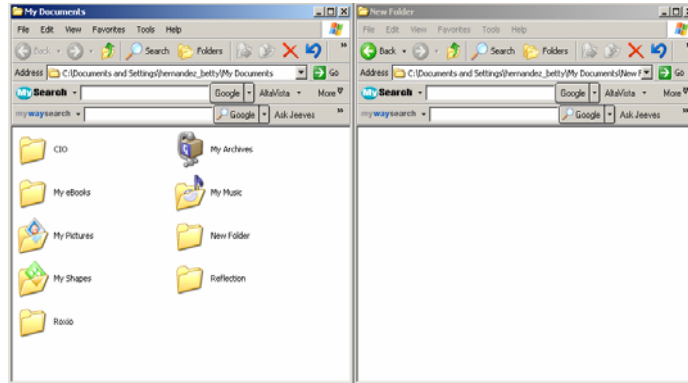 My Documents
File Edit View Favorites Tools Help
Back Search Folders
Address C:\Documents and Settings\hernandez_betty\My Documents Go
My Search Google AltaVista More
mywaysearch Google Ask Jeeves
CIO My Archives
My eBooks My Music
My Pictures New Folder
My Shapes Reflection
Roxio
New Folder
File Edit View Favorites Tools Help
Back Search Folders
Address C:\Documents and Settings\hernandez_betty\My Documents\New F Go
My Search Google AltaVista More
mywaysearch Google Ask Jeeves